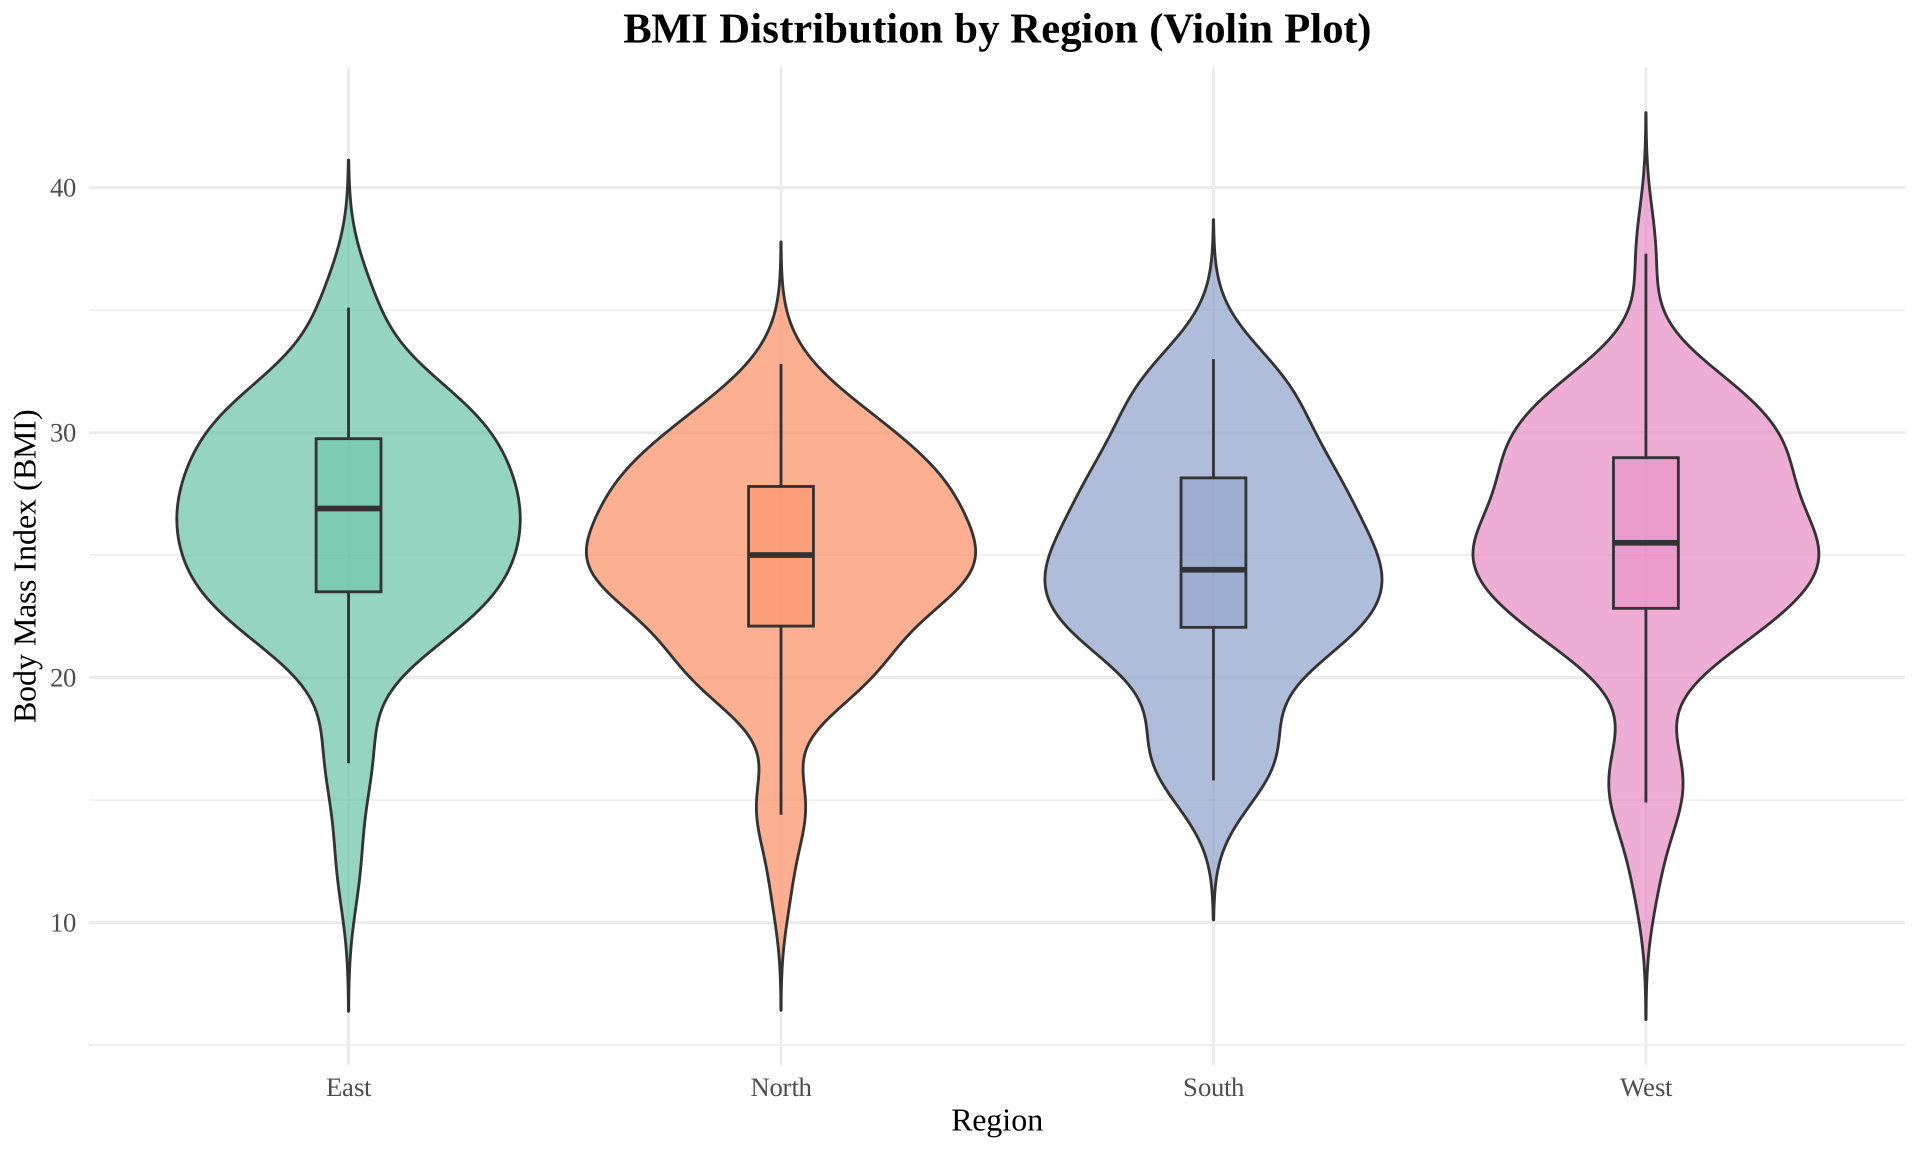 BMI Distribution by Region (Violin Plot)
Body Mass Index (BMI)
40
30
20
10
East
North
South
West
Region